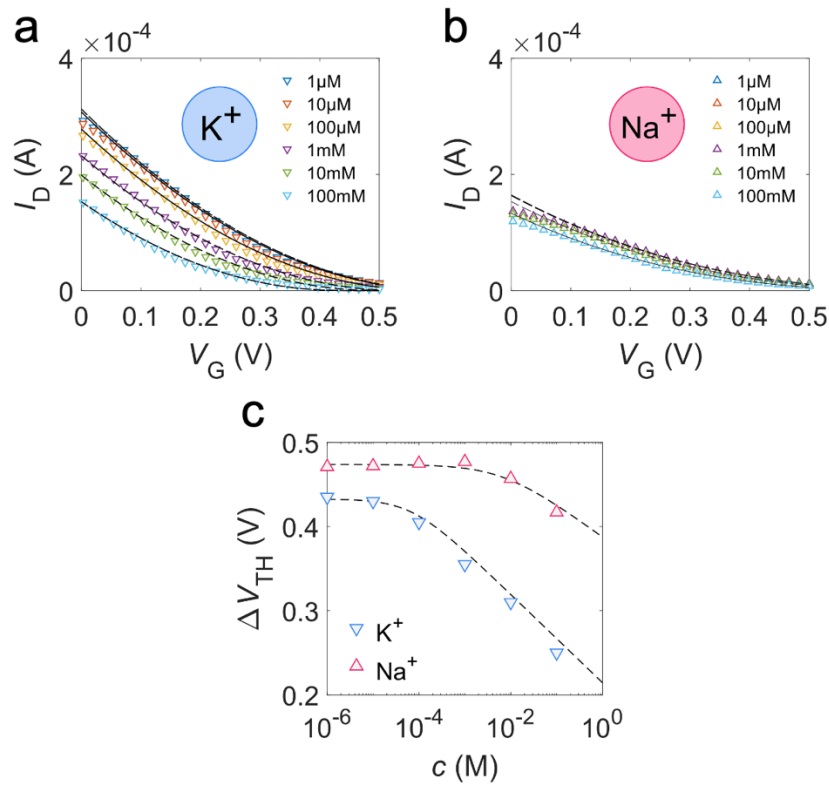 a
×10⁻⁴
4
2
0
I_D (A)
K⁺
1µM
10µM
100µM
1mM
10mM
100mM
0 0.1 0.2 0.3 0.4 0.5
V_G (V)
b
×10⁻⁴
4
2
0
I_D (A)
Na⁺
1µM
10µM
100µM
1mM
10mM
100mM
0 0.1 0.2 0.3 0.4 0.5
V_G (V)
c
0.5
0.4
0.3
0.2
ΔV_TH (V)
K⁺
Na⁺
10⁻⁶ 10⁻⁴ 10⁻² 10⁰
c (M)